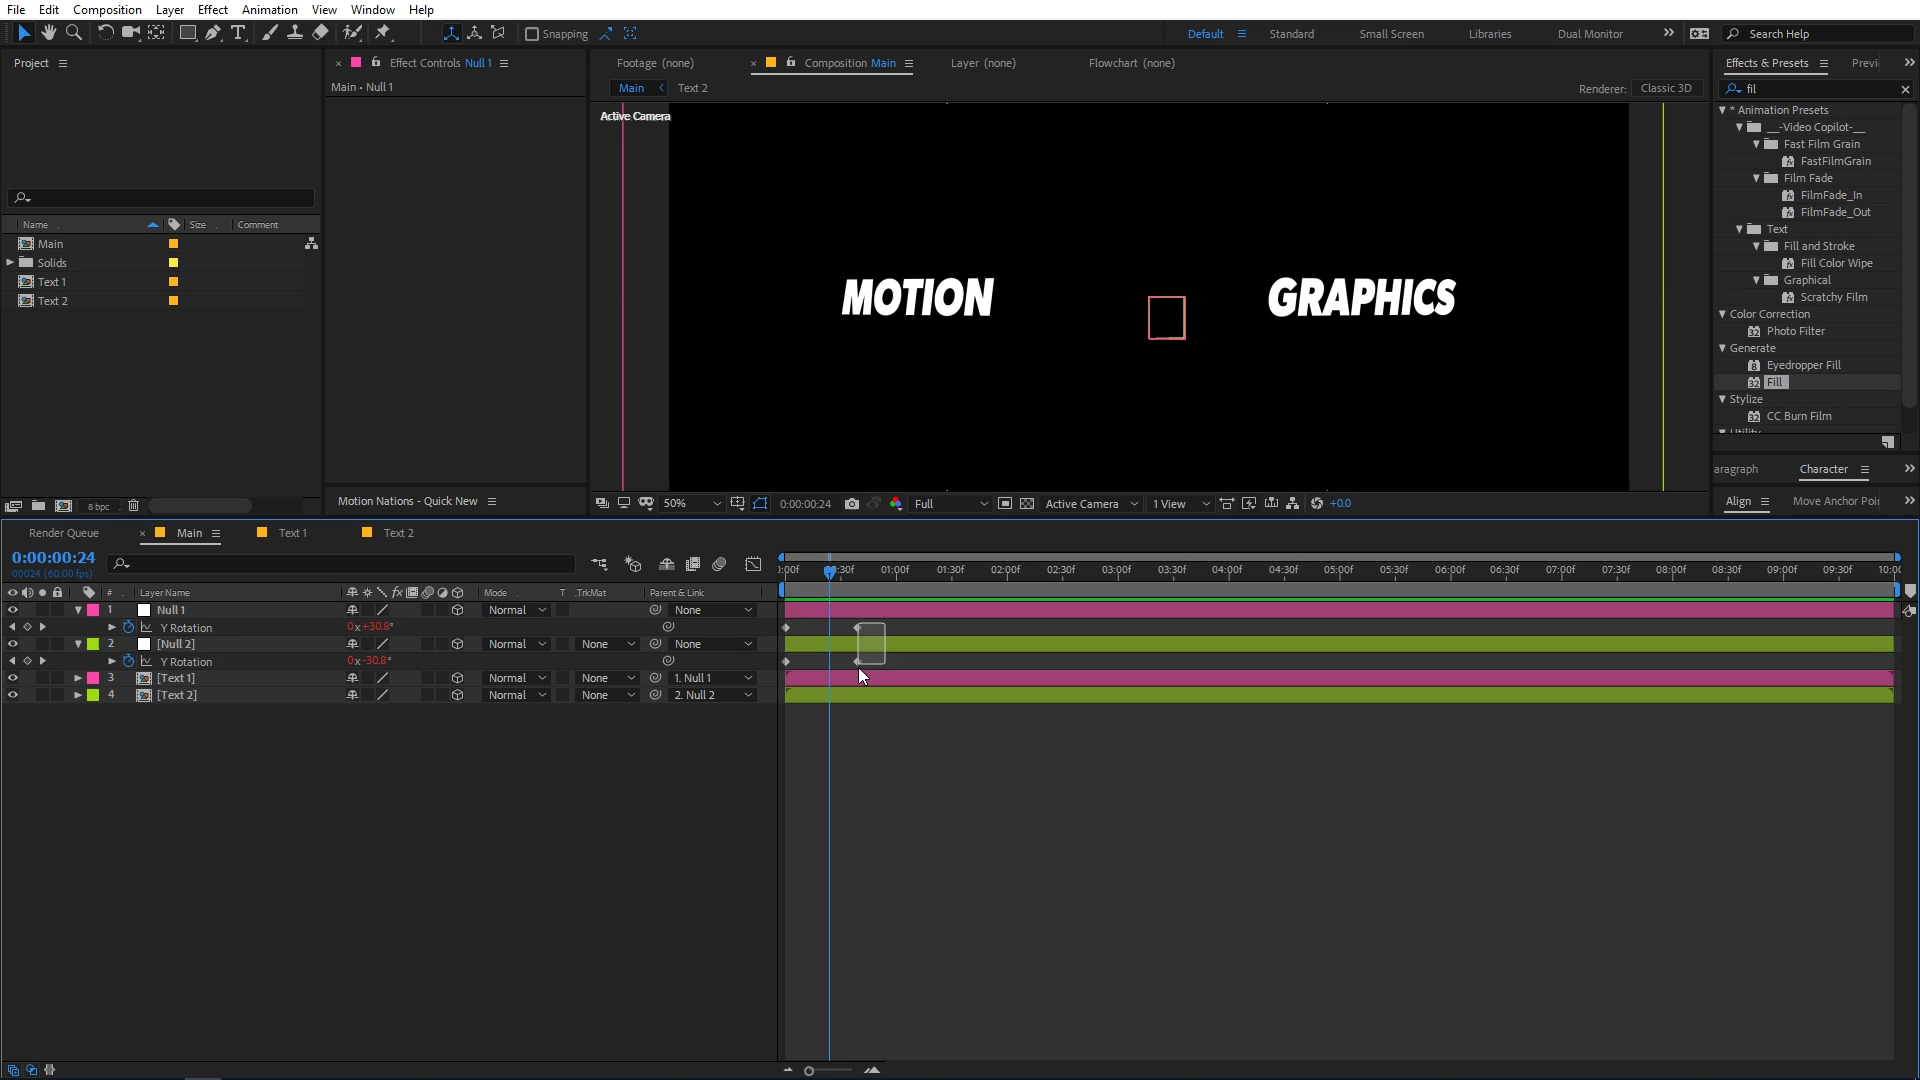 File Edit Composition Layer Effect Animation View Window Help
Snapping
Default Standard Small Screen Libraries Dual Monitor
Search Help
Project
Effect Controls Null 1
Main • Null 1
Footage (none)
Composition Main
Layer (none)
Flowchart (none)
Main Text 2
Renderer: Classic 3D
Active Camera
Effects & Presets
fil
* Animation Presets
__-Video Copilot-__
Fast Film Grain
FastFilmGrain
Film Fade
FilmFade_In
FilmFade_Out
Text
Fill and Stroke
Fill Color Wipe
Graphical
Scratchy Film
Color Correction
Photo Filter
Generate
Eyedropper Fill
Fill
Stylize
CC Burn Film
Name Size Comment
Main
Solids
Text 1
Text 2
MOTION GRAPHICS
8 bpc
Motion Nations - Quick New
50% 0:00:00:24 Full Active Camera 1 View +0.0
aragraph Character
Align Move Anchor Poi
Render Queue Main Text 1 Text 2
0:00:00:24
00024 (60.00 fps)
:00f 0:30f 01:00f 01:30f 02:00f 02:30f 03:00f 03:30f 04:00f 04:30f 05:00f 05:30f 06:00f 06:30f 07:00f 07:30f 08:00f 08:30f 09:00f 09:30f 10:00
# Layer Name Mode T .TrkMat Parent & Link
1 Null 1 Normal None
Y Rotation 0x+30.8°
2 [Null 2] Normal None None
Y Rotation 0x-30.8°
3 [Text 1] Normal None 1. Null 1
4 [Text 2] Normal None 2. Null 2